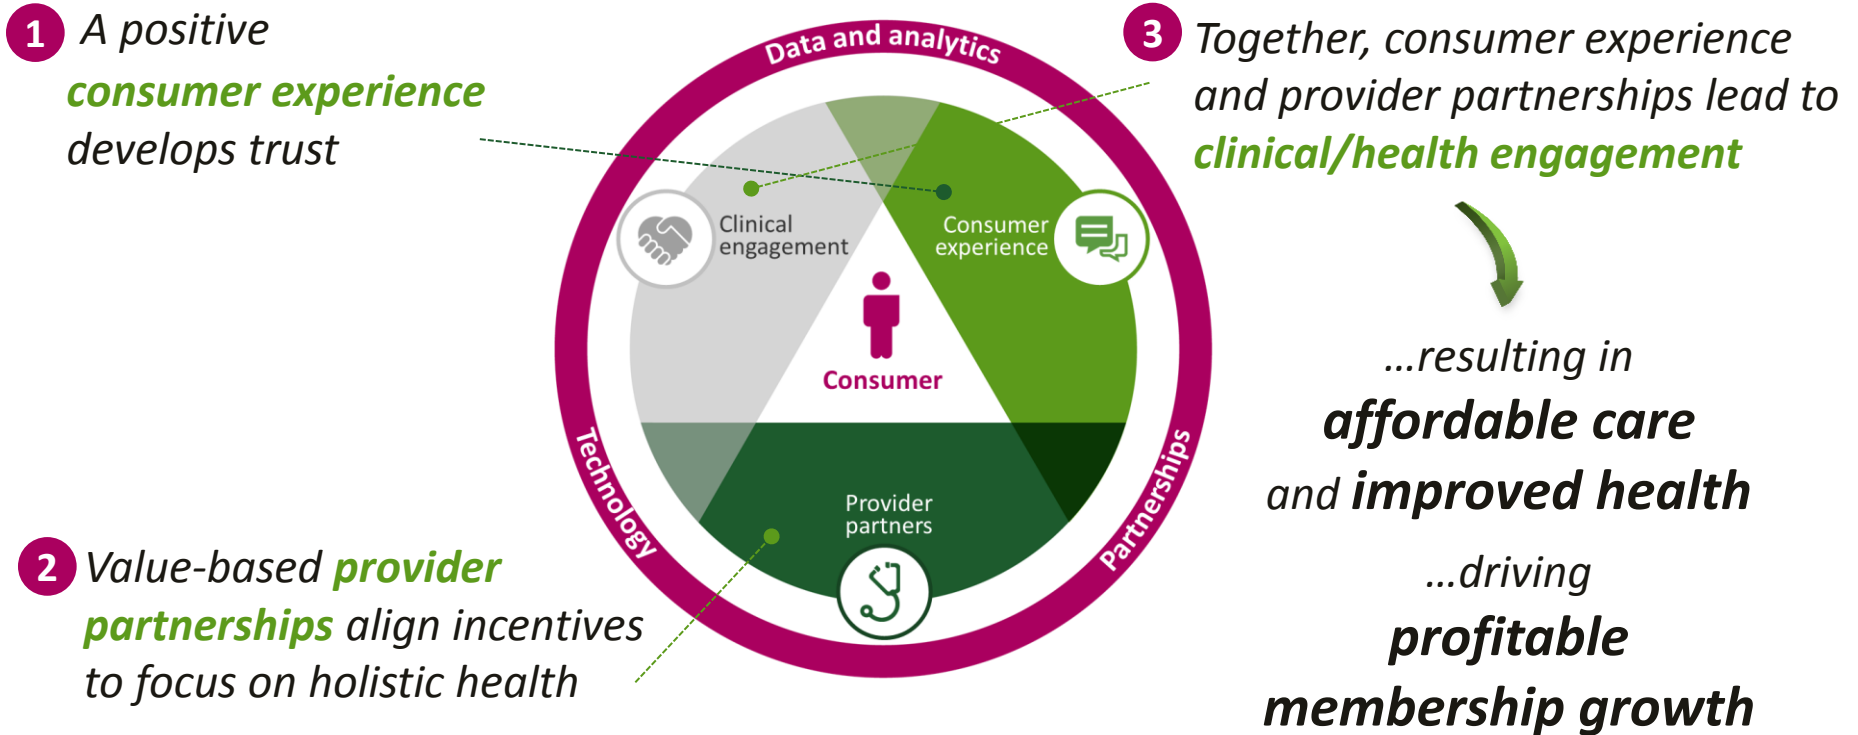 1 A positive
consumer experience
develops trust
2 Value-based provider
partnerships align incentives
to focus on holistic health
Data and analytics
Technology
Partnerships
Clinical
engagement
Consumer
experience
Consumer
Provider
partners
3 Together, consumer experience
and provider partnerships lead to
clinical/health engagement
...resulting in
affordable care
and improved health
...driving
profitable
membership growth